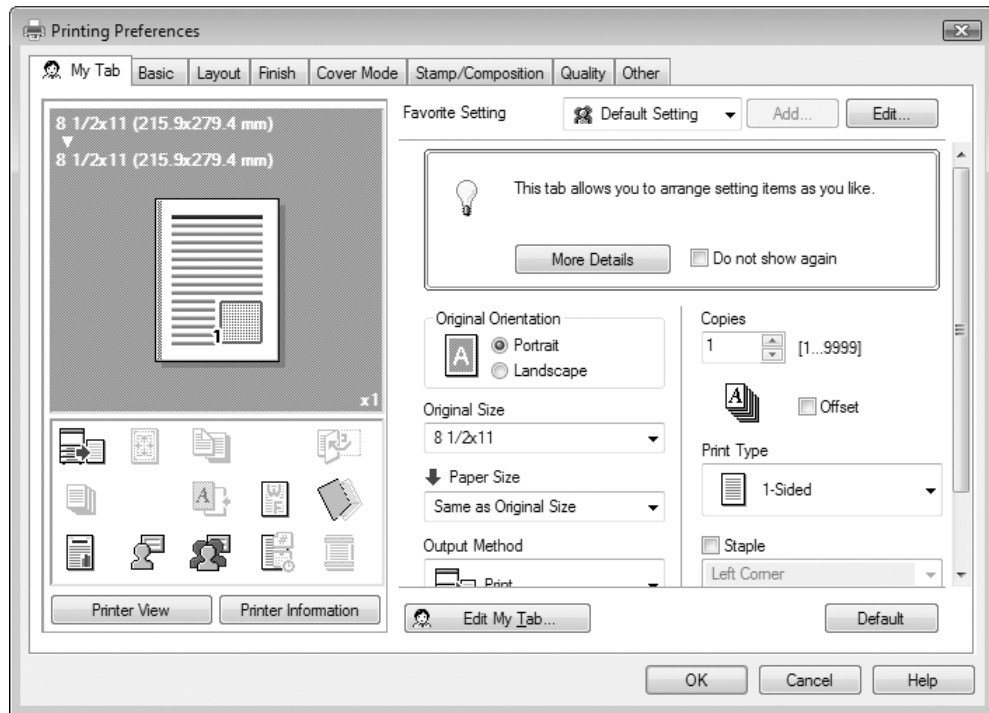 Printing Preferences
My Tab
Basic
Layout
Finish
Cover Mode
Stamp/Composition
Quality
Other
8 1/2x11 (215.9x279.4 mm)
8 1/2x11 (215.9x279.4 mm)
1
x1
Printer View
Printer Information
Favorite Setting
Default Setting
Add...
Edit...
This tab allows you to arrange setting items as you like.
More Details
Do not show again
Original Orientation
A
Portrait
Landscape
Original Size
8 1/2x11
Paper Size
Same as Original Size
Output Method
Print
Copies
1
[1...9999]
A
Offset
Print Type
1-Sided
Staple
Left Corner
Edit My Tab...
Default
OK
Cancel
Help